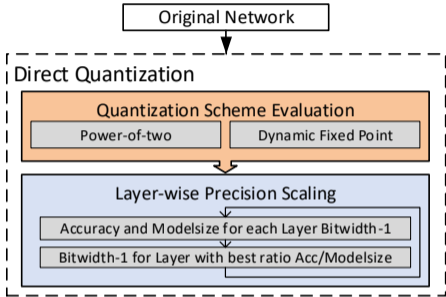 Original Network
Direct Quantization
Quantization Scheme Evaluation
Power-of-two
Dynamic Fixed Point
Layer-wise Precision Scaling
Accuracy and Modelsize for each Layer Bitwidth-1
Bitwidth-1 for Layer with best ratio Acc/Modelsize